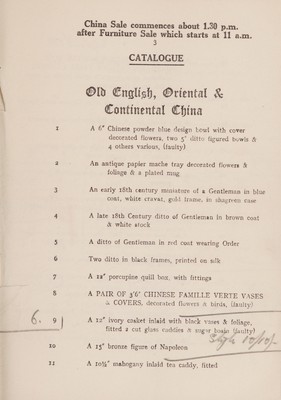 China Sale commences about 1.30 p.m.
after Furniture Sale which starts at 11 a.m.
3
CATALOGUE
Old English, Oriental &
Continental China
1 A 6" Chinese powder blue design bowl with cover
decorated flowers, two 5" ditto figured bowls &
4 others various, (faulty)
2 An antique papier mache tray decorated flowers &
foliage & a plated mug
3 An early 18th century miniature of a Gentleman in blue
coat, white cravat, gold frame, in shagreen case
4 A late 18th Century ditto of Gentleman in brown coat
& white stock
5 A ditto of Gentleman in red coat wearing Order
6 Two ditto in black frames, printed on silk
7 A 12" porcupine quill box, with fittings
8 A PAIR OF 3'6" CHINESE FAMILLE VERTE VASES
& COVERS, decorated flowers & birds, (faulty)
6. 9 A 12" ivory casket inlaid with black vases & foliage,
fitted 2 cut glass caddies & sugar basin (faulty)
10 A 15" bronze figure of Napoleon
11 A 10½" mahogany inlaid tea caddy, fitted